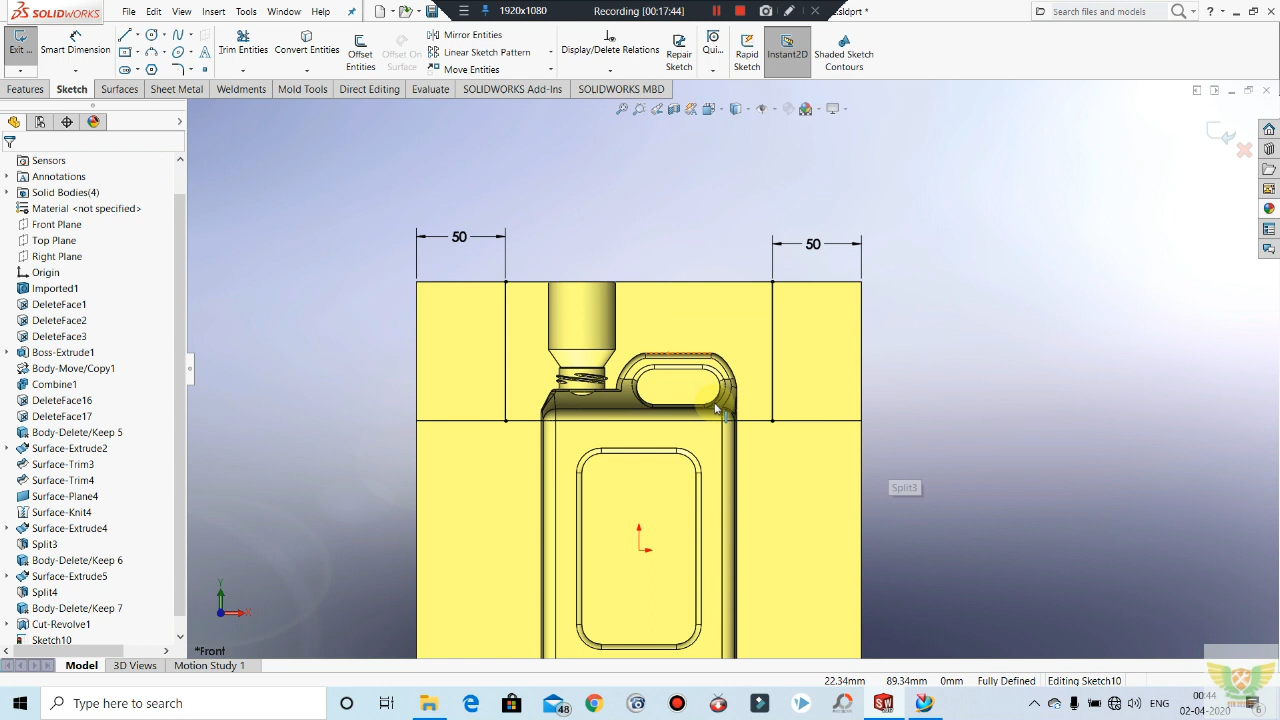 SOLIDWORKS
File Edit View Insert Tools Window Help
1920x1080
Recording [00:17:44]
.sldprt *
Search files and models
?
Exit ...
Smart Dimension
Trim Entities
Convert Entities
Offset Entities
Offset On Surface
Mirror Entities
Linear Sketch Pattern
Move Entities
Display/Delete Relations
Repair Sketch
Qui...
Rapid Sketch
Instant2D
Shaded Sketch Contours
Features
Sketch
Surfaces
Sheet Metal
Weldments
Mold Tools
Direct Editing
Evaluate
SOLIDWORKS Add-Ins
SOLIDWORKS MBD
Sensors
Annotations
Solid Bodies(4)
Material <not specified>
Front Plane
Top Plane
Right Plane
Origin
Imported1
DeleteFace1
DeleteFace2
DeleteFace3
Boss-Extrude1
Body-Move/Copy1
Combine1
DeleteFace16
DeleteFace17
Body-Delete/Keep 5
Surface-Extrude2
Surface-Trim3
Surface-Trim4
Surface-Plane4
Surface-Knit4
Surface-Extrude4
Split3
Body-Delete/Keep 6
Surface-Extrude5
Split4
Body-Delete/Keep 7
Cut-Revolve1
Sketch10
50
50
Split3
Y
X
*Front
Model
3D Views
Motion Study 1
22.34mm 89.34mm 0mm Fully Defined Editing Sketch10
Type here to search
48
SW
ENG
00:44
02-04-2020
6